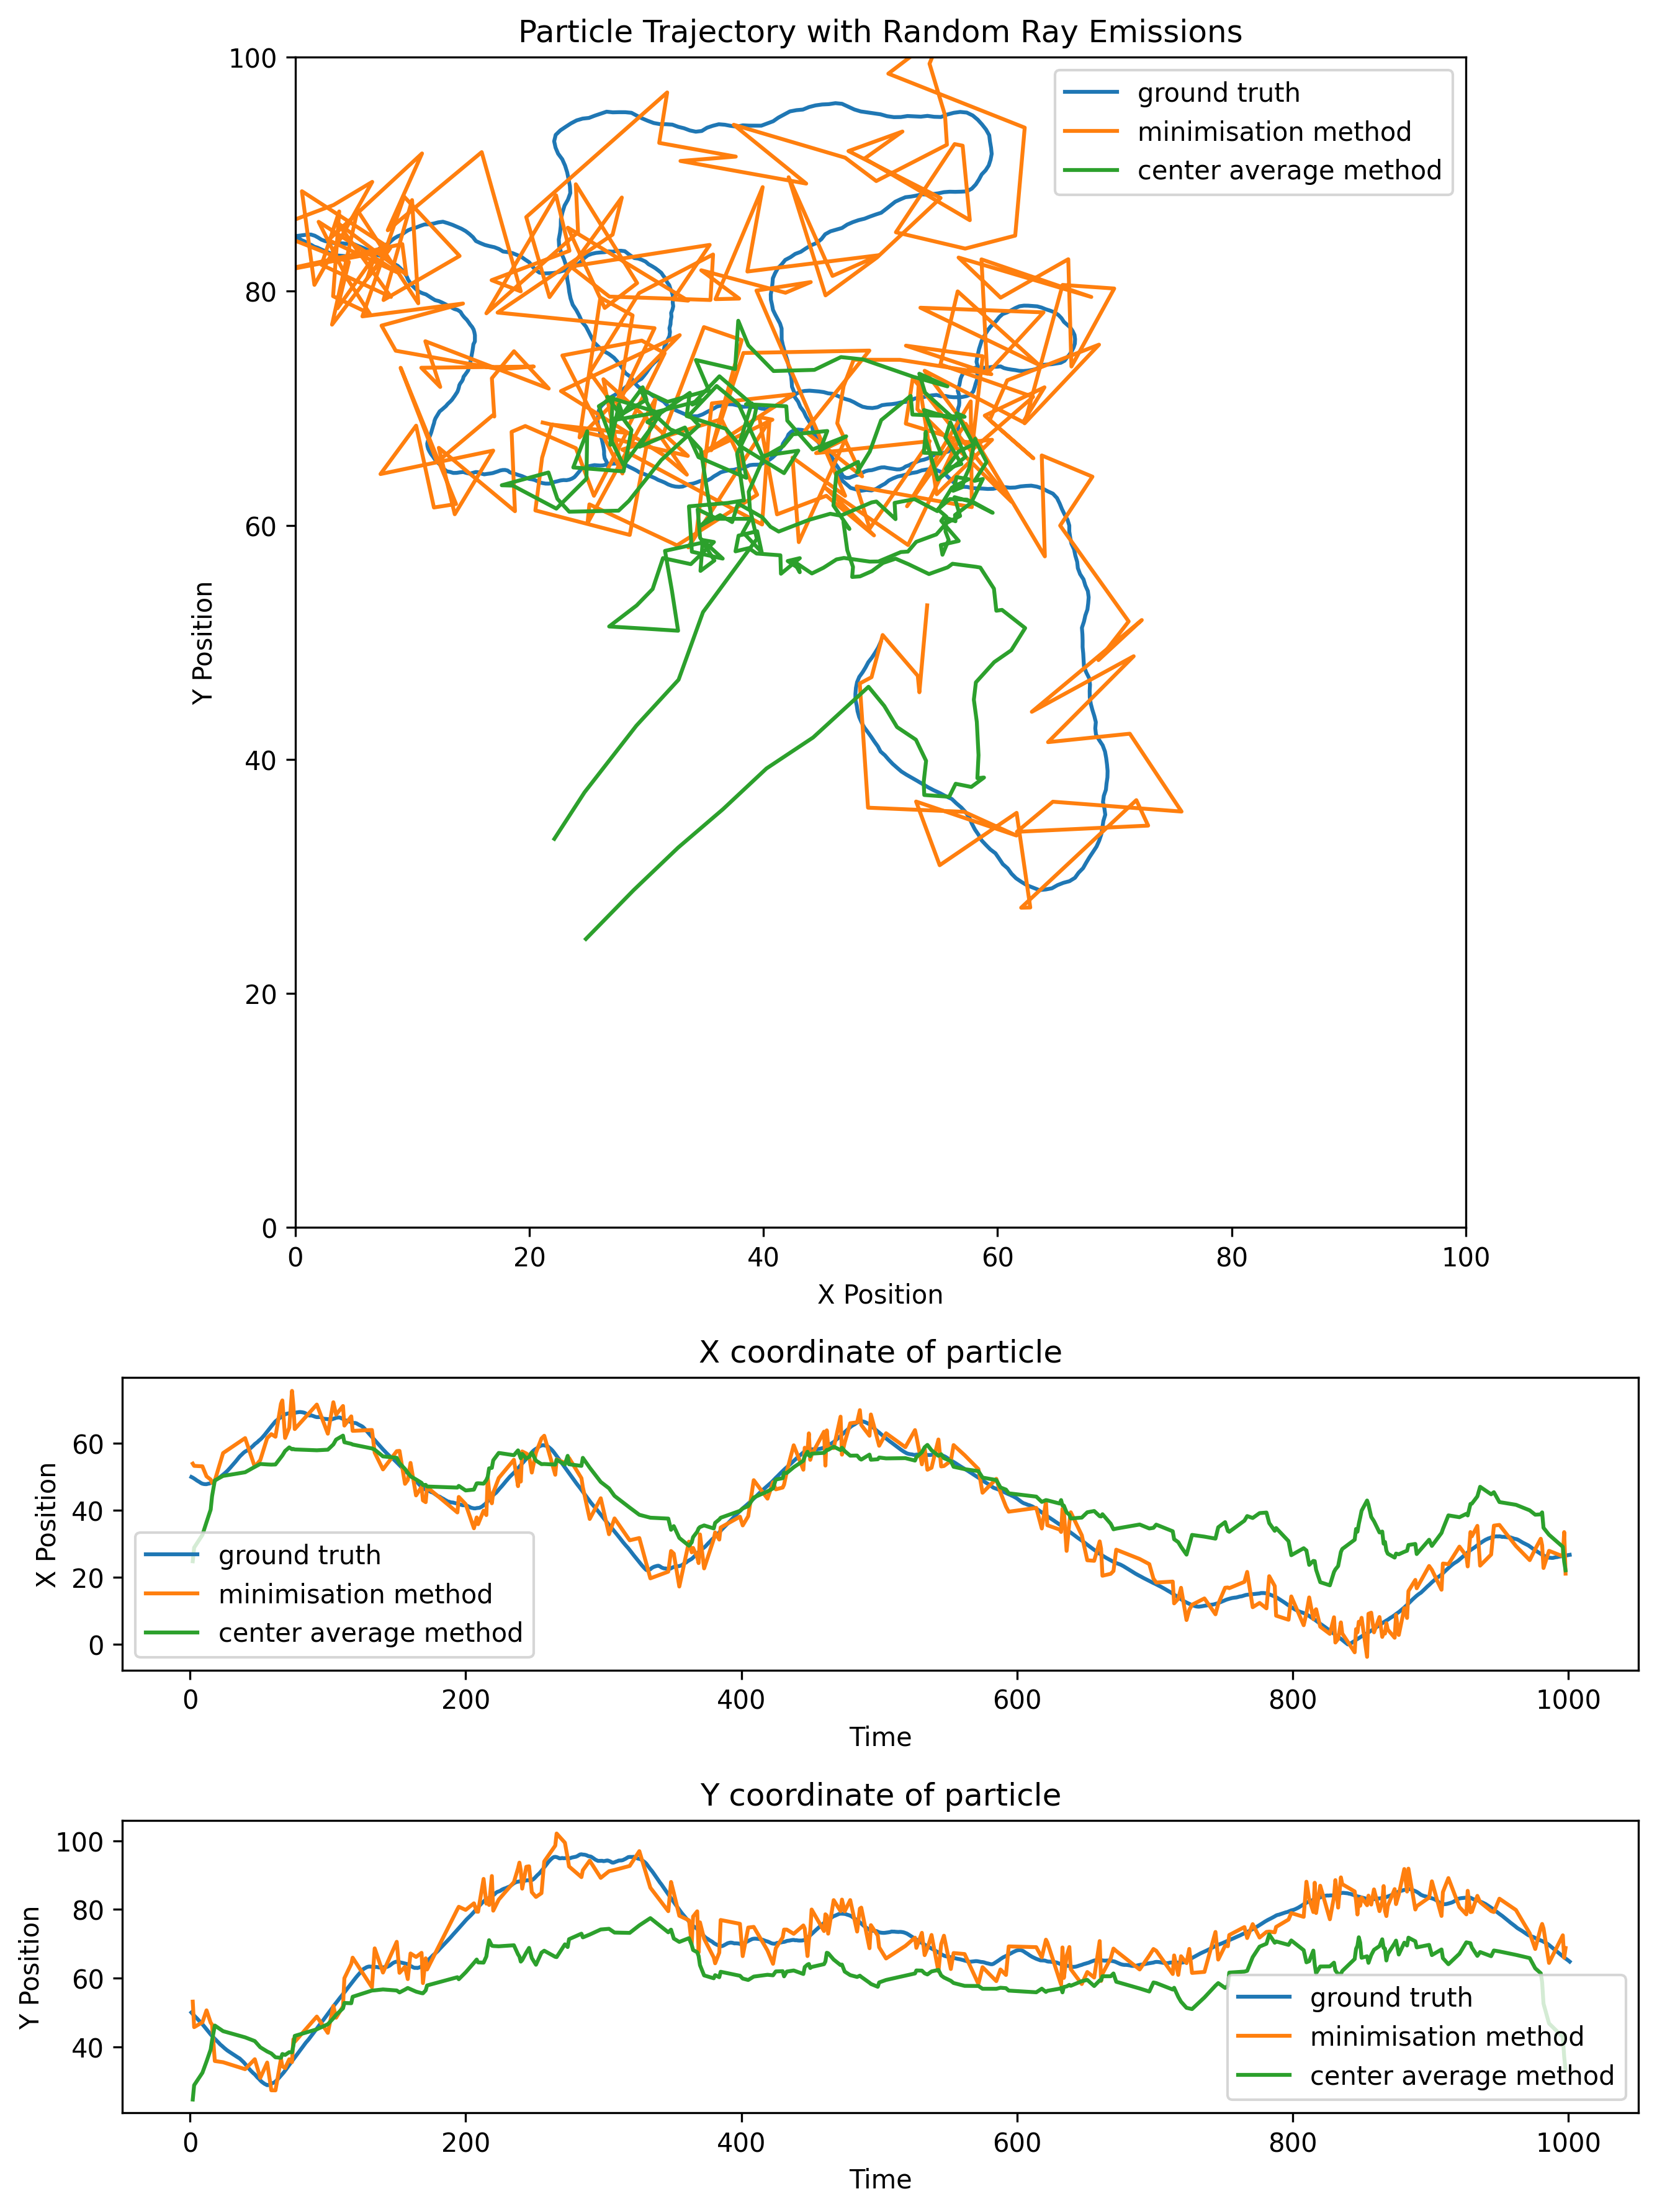 Particle Trajectory with Random Ray Emissions
100
80
60
40
20
0
Y Position
ground truth
minimisation method
center average method
0 20 40 60 80 100
X Position
X coordinate of particle
60
40
20
0
X Position
ground truth
minimisation method
center average method
0 200 400 600 800 1000
Time
Y coordinate of particle
100
80
60
40
Y Position
ground truth
minimisation method
center average method
0 200 400 600 800 1000
Time